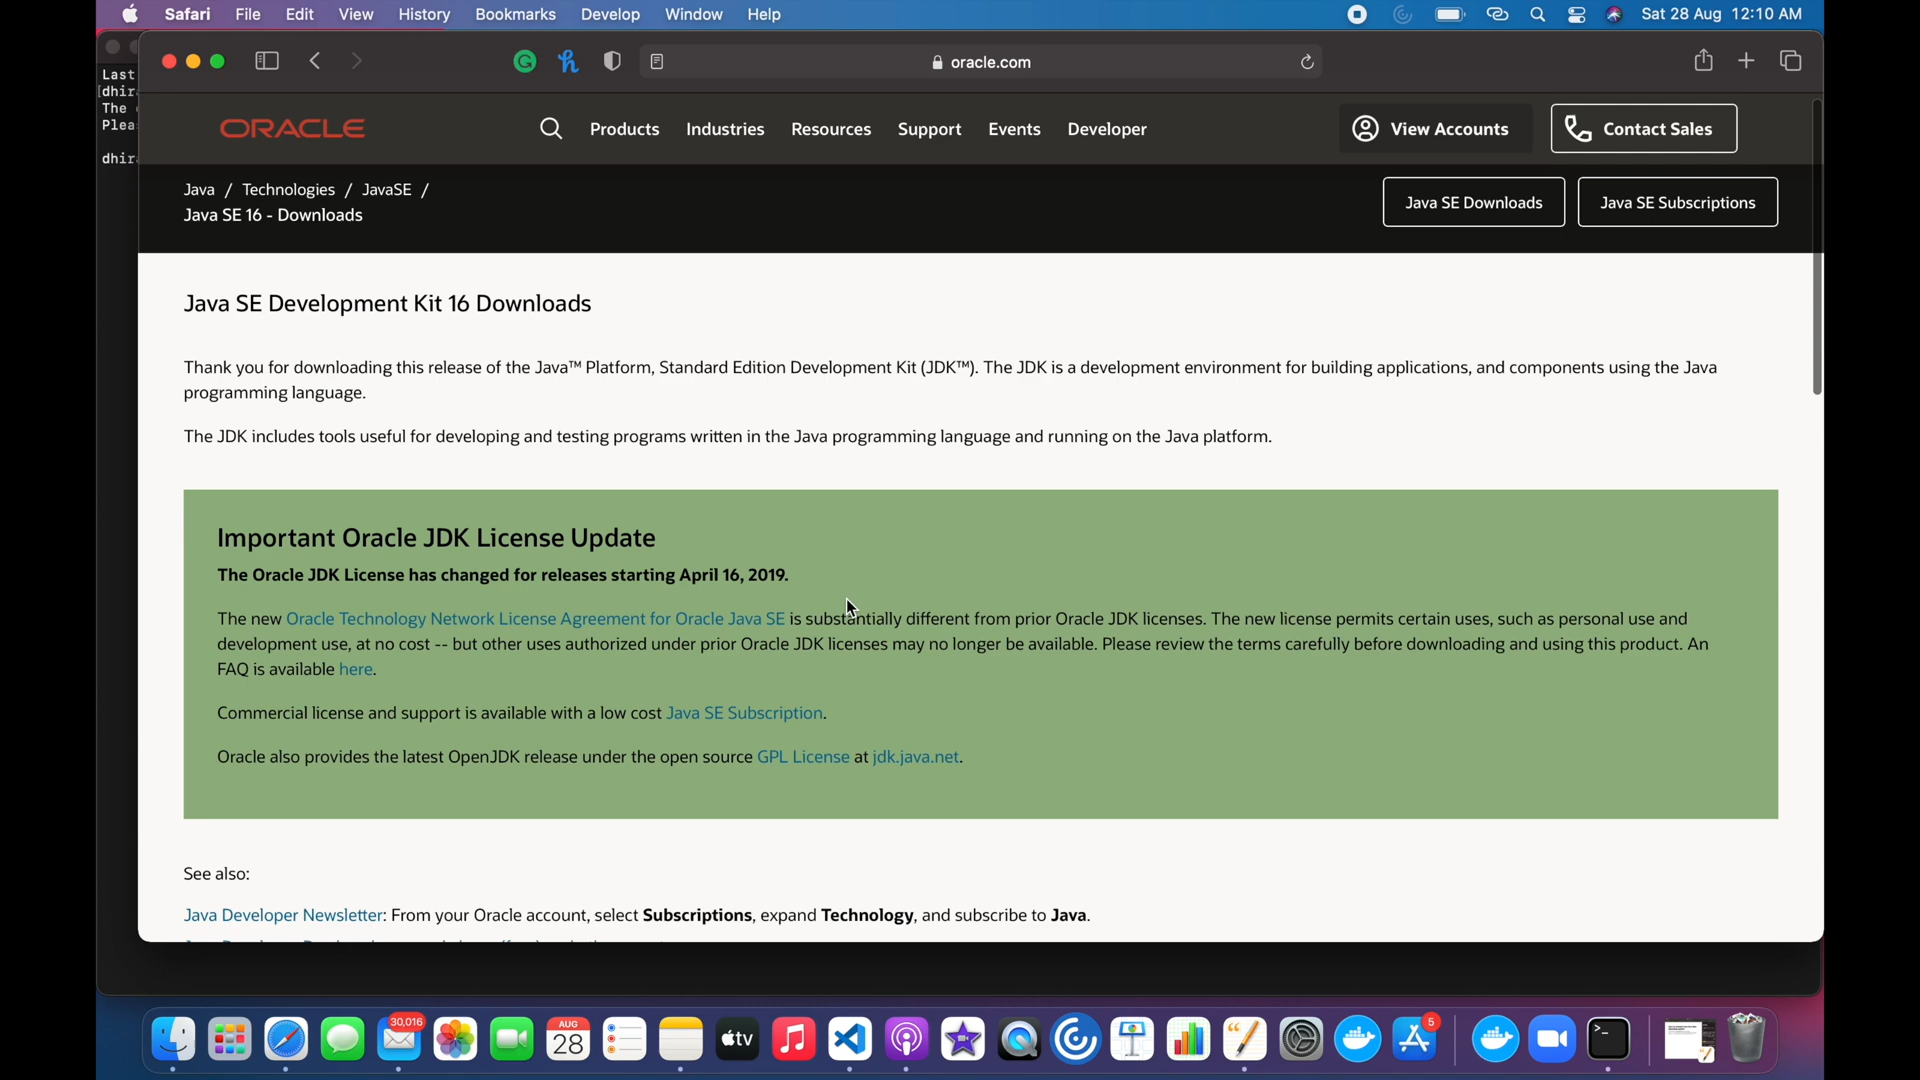 Safari File Edit View History Bookmarks Develop Window Help Sat 28 Aug 12:10 AM
Last
dhir
The
Plea
dhir
oracle.com
ORACLE Products Industries Resources Support Events Developer View Accounts Contact Sales
Java / Technologies / JavaSE /
Java SE 16 - Downloads
Java SE Downloads Java SE Subscriptions
Java SE Development Kit 16 Downloads
Thank you for downloading this release of the Java™ Platform, Standard Edition Development Kit (JDK™). The JDK is a development environment for building applications, and components using the Java
programming language.
The JDK includes tools useful for developing and testing programs written in the Java programming language and running on the Java platform.
Important Oracle JDK License Update
The Oracle JDK License has changed for releases starting April 16, 2019.
The new Oracle Technology Network License Agreement for Oracle Java SE is substantially different from prior Oracle JDK licenses. The new license permits certain uses, such as personal use and
development use, at no cost -- but other uses authorized under prior Oracle JDK licenses may no longer be available. Please review the terms carefully before downloading and using this product. An
FAQ is available here.
Commercial license and support is available with a low cost Java SE Subscription.
Oracle also provides the latest OpenJDK release under the open source GPL License at jdk.java.net.
See also:
Java Developer Newsletter: From your Oracle account, select Subscriptions, expand Technology, and subscribe to Java.
30,016
AUG
28
tv
5